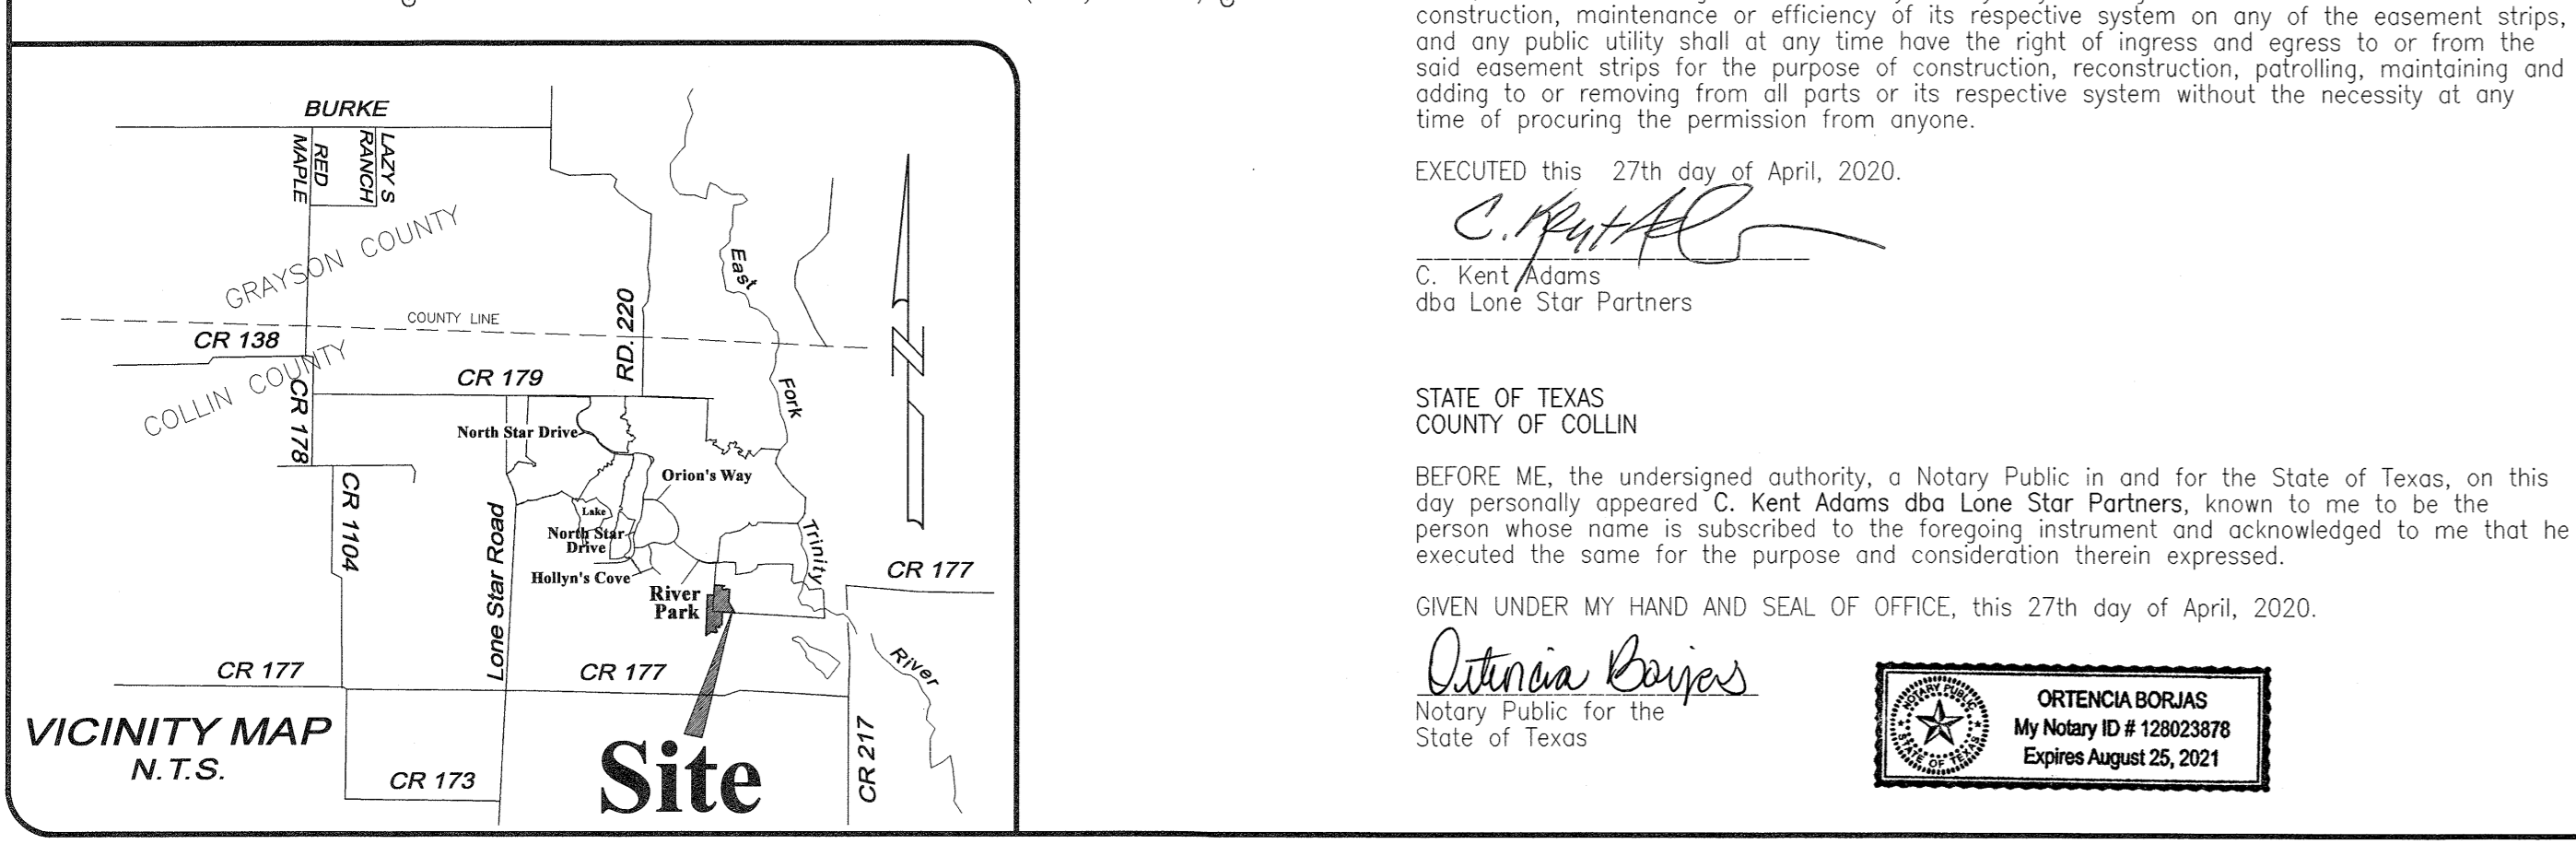 BURKE
RED
MAPLE
LAZY S
RANCH
GRAYSON COUNTY
COUNTY LINE
CR 138
COLLIN COUNTY
CR 178
CR 179
RD. 220
East
Fork
Trinity
River
North Star Drive
Orion's Way
Lake
North Star
Drive
Hollyn's Cove
River
Park
CR 1104
Lone Star Road
CR 177
CR 177
CR 177
CR 173
CR 217
N
VICINITY MAP
N.T.S.
Site
construction, maintenance or efficiency of its respective system on any of the easement strips,
and any public utility shall at any time have the right of ingress and egress to or from the
said easement strips for the purpose of construction, reconstruction, patrolling, maintaining and
adding to or removing from all parts or its respective system without the necessity at any
time of procuring the permission from anyone.
EXECUTED this 27th day of April, 2020.
C. Kent Adams
dba Lone Star Partners
STATE OF TEXAS
COUNTY OF COLLIN
BEFORE ME, the undersigned authority, a Notary Public in and for the State of Texas, on this
day personally appeared C. Kent Adams dba Lone Star Partners, known to me to be the
person whose name is subscribed to the foregoing instrument and acknowledged to me that he
executed the same for the purpose and consideration therein expressed.
GIVEN UNDER MY HAND AND SEAL OF OFFICE, this 27th day of April, 2020.
Ortencia Borjas
Notary Public for the
State of Texas
NOTARY PUBLIC
STATE OF TEXAS
ORTENCIA BORJAS
My Notary ID # 128023878
Expires August 25, 2021